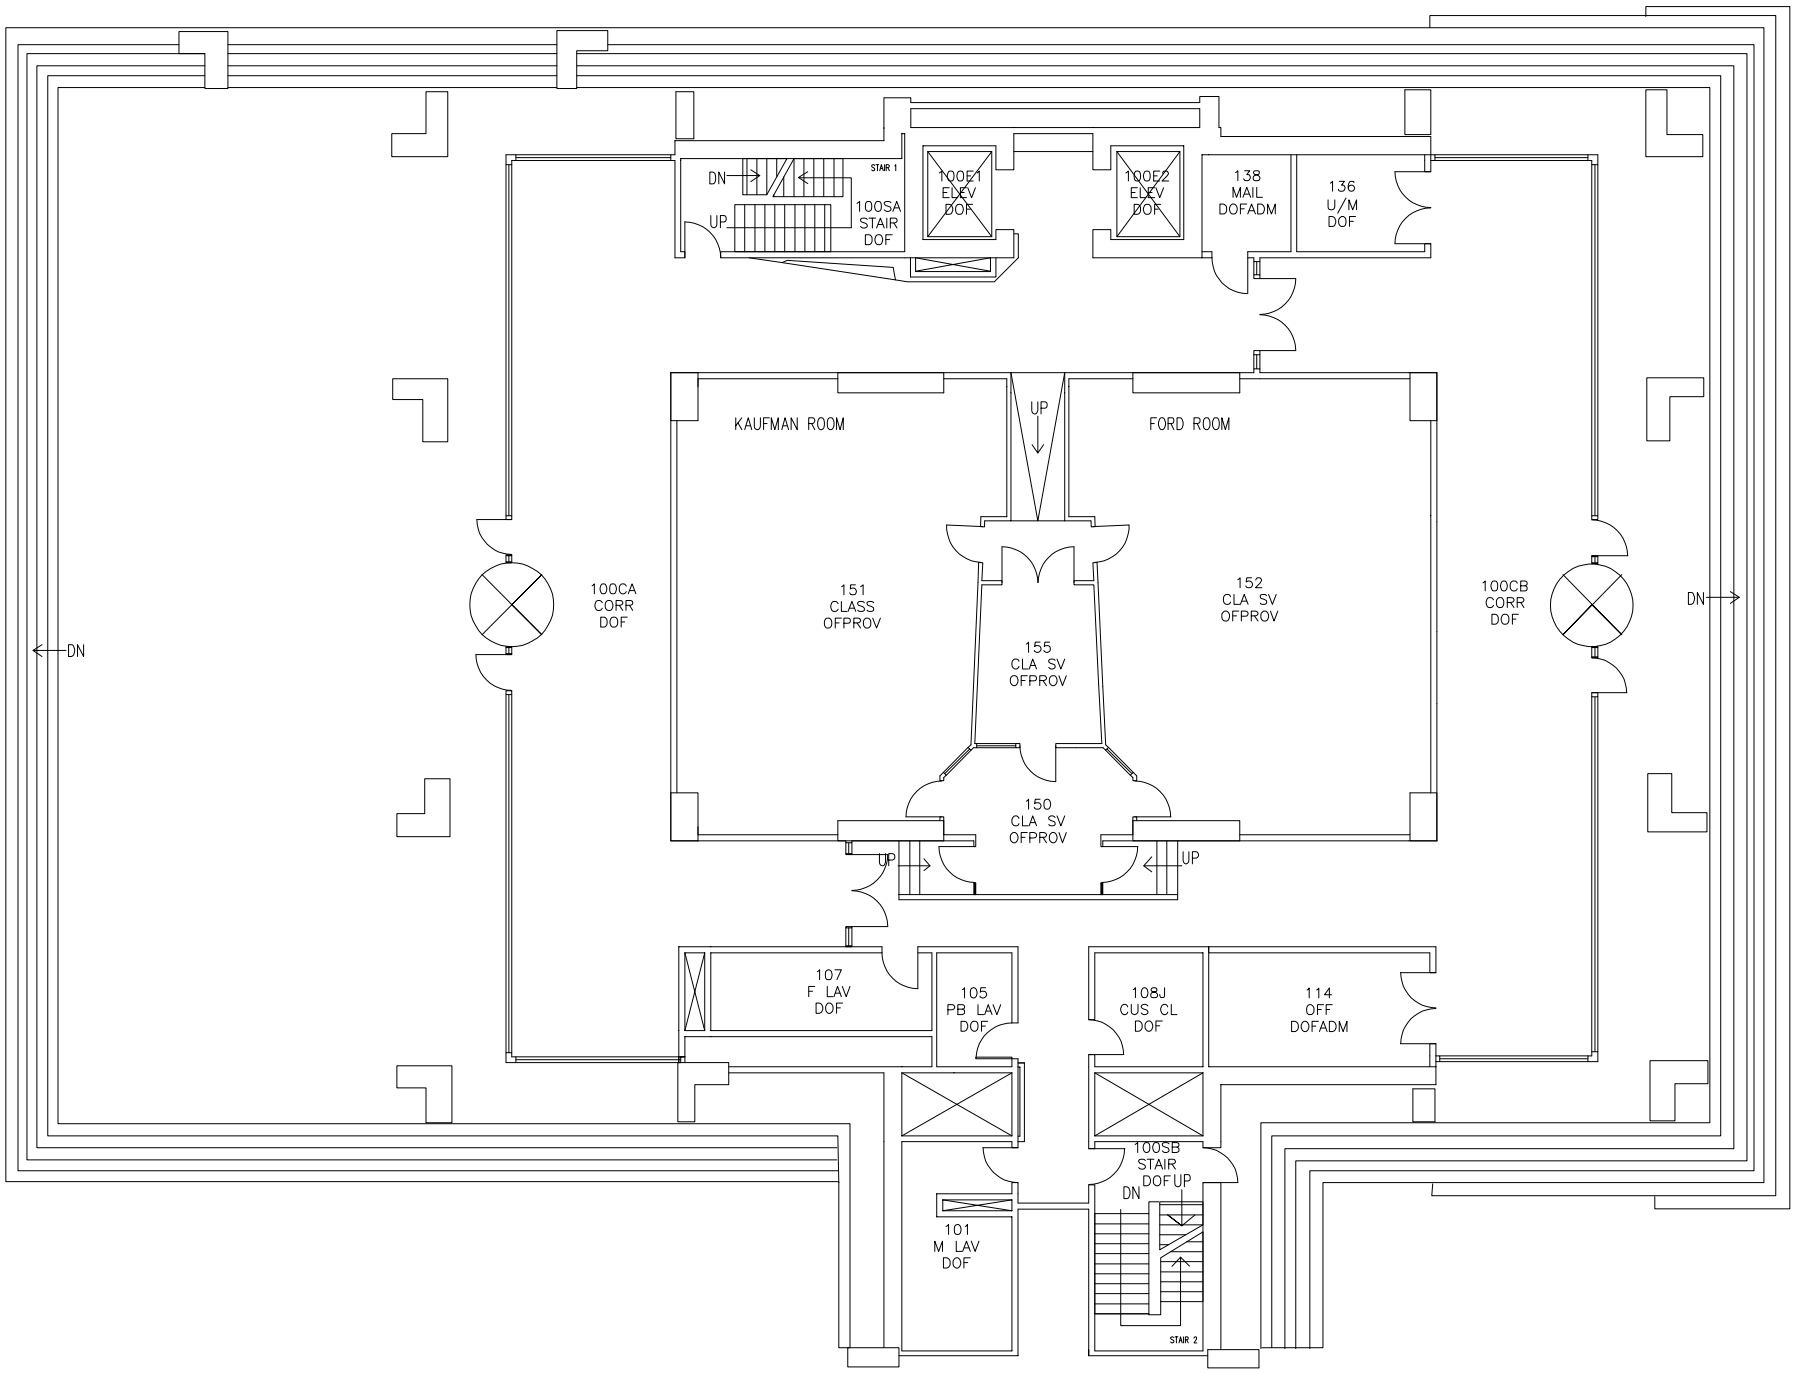 STAIR 1
DN
UP
100SA
STAIR
DOF
100E1
ELEV
DOF
100E2
ELEV
DOF
138
MAIL
DOFADM
136
U/M
DOF
KAUFMAN ROOM
UP
FORD ROOM
100CA
CORR
DOF
151
CLASS
OFPROV
152
CLA SV
OFPROV
100CB
CORR
DOF
DN
DN
155
CLA SV
OFPROV
150
CLA SV
OFPROV
UP
UP
107
F LAV
DOF
105
PB LAV
DOF
108J
CUS CL
DOF
114
OFF
DOFADM
100SB
STAIR
DOF
UP
DN
101
M LAV
DOF
STAIR 2